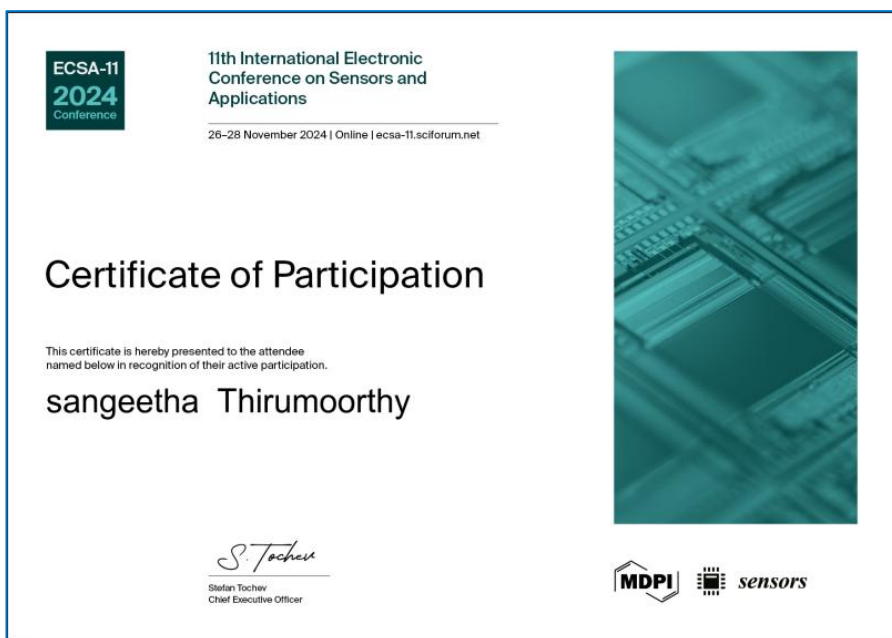 ECSA-11
2024
Conference
11th International Electronic
Conference on Sensors and
Applications
26–28 November 2024 | Online | ecsa-11.sciforum.net
Certificate of Participation
This certificate is hereby presented to the attendee
named below in recognition of their active participation.
sangeetha Thirumoorthy
S. Tochev
Stefan Tochev
Chief Executive Officer
MDPI
sensors